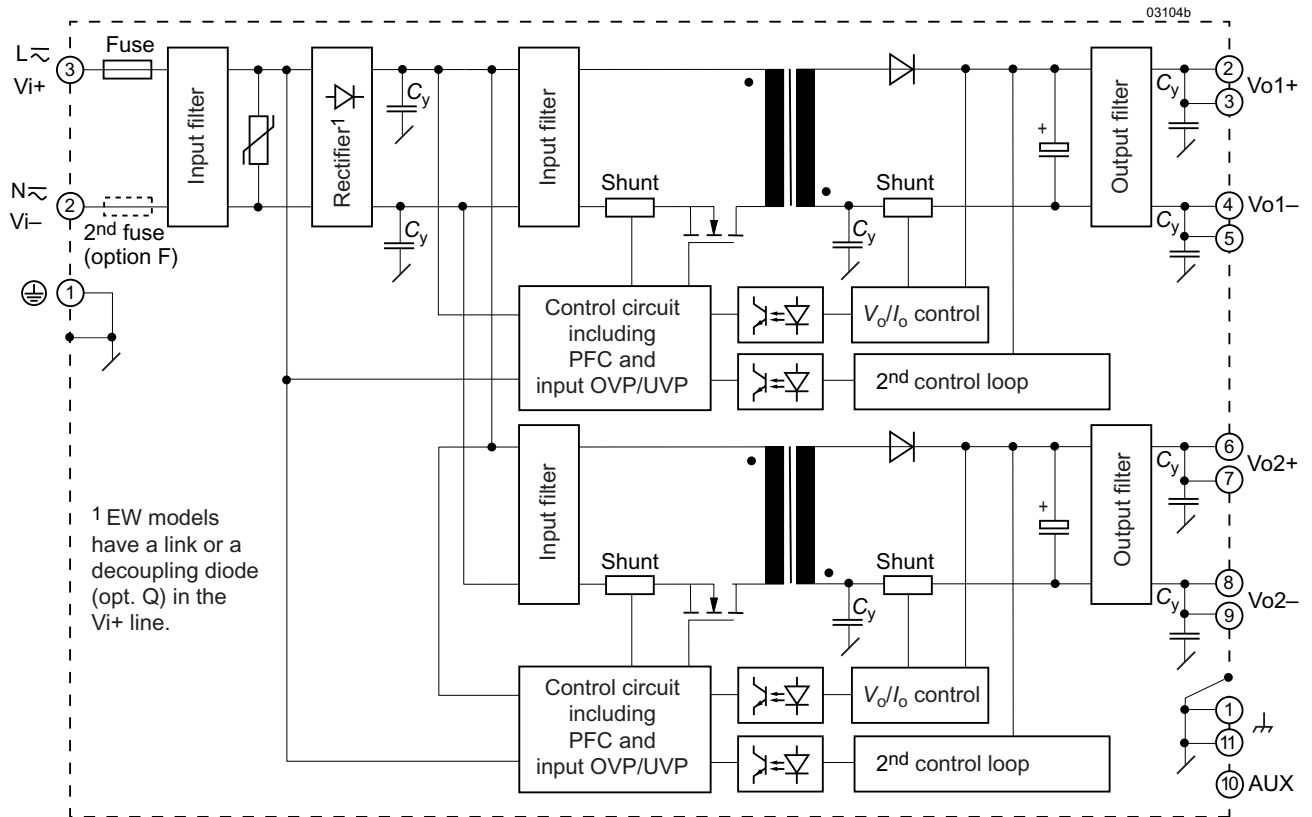 03104b
L
Fuse
3
Vi+
Input filter
Rectifier1
Cy
Input filter
Output filter
Cy
2
Vo1+
3
N
2
Vi–
2nd fuse
(option F)
Cy
Shunt
Cy
Shunt
Cy
4
Vo1–
5
1
Control circuit
including
PFC and
input OVP/UVP
Vo/Io control
2nd control loop
Input filter
Output filter
Cy
6
Vo2+
7
1 EW models
have a link or a
decoupling diode
(opt. Q) in the
Vi+ line.
Shunt
Cy
Shunt
+
+
Cy
8
Vo2–
9
Control circuit
including
PFC and
input OVP/UVP
Vo/Io control
2nd control loop
1
11
10
AUX